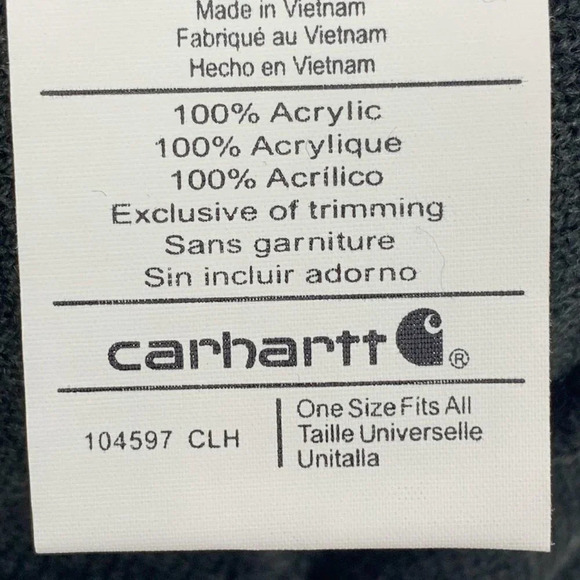 Made in Vietnam
Fabriqué au Vietnam
Hecho en Vietnam
100% Acrylic
100% Acrylique
100% Acrílico
Exclusive of trimming
Sans garniture
Sin incluir adorno
carhartt ®
104597 CLH
One Size Fits All
Taille Universelle
Unitalla